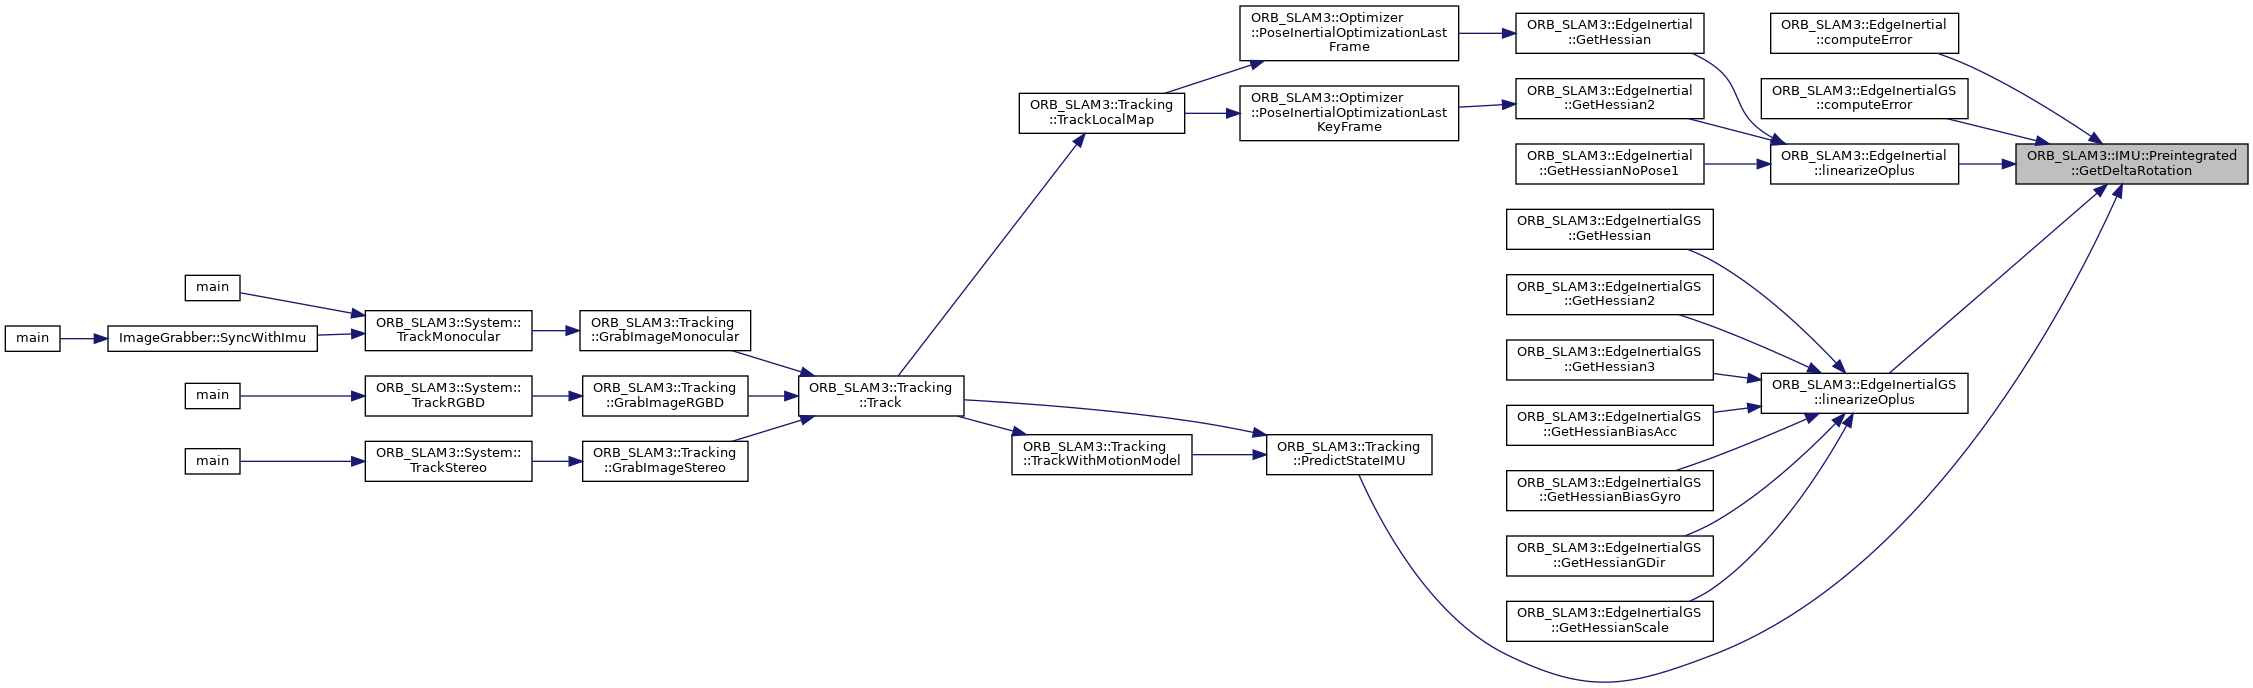 ORB_SLAM3::Optimizer
::PoseInertialOptimizationLast
Frame
ORB_SLAM3::EdgeInertial
::GetHessian
ORB_SLAM3::EdgeInertial
::computeError
ORB_SLAM3::Tracking
::TrackLocalMap
ORB_SLAM3::Optimizer
::PoseInertialOptimizationLast
KeyFrame
ORB_SLAM3::EdgeInertial
::GetHessian2
ORB_SLAM3::EdgeInertialGS
::computeError
ORB_SLAM3::EdgeInertial
::GetHessianNoPose1
ORB_SLAM3::EdgeInertial
::linearizeOplus
ORB_SLAM3::IMU::Preintegrated
::GetDeltaRotation
ORB_SLAM3::EdgeInertialGS
::GetHessian
main
ORB_SLAM3::EdgeInertialGS
::GetHessian2
main
ImageGrabber::SyncWithImu
ORB_SLAM3::System::
TrackMonocular
ORB_SLAM3::Tracking
::GrabImageMonocular
ORB_SLAM3::EdgeInertialGS
::GetHessian3
main
ORB_SLAM3::System::
TrackRGBD
ORB_SLAM3::Tracking
::GrabImageRGBD
ORB_SLAM3::Tracking
::Track
ORB_SLAM3::EdgeInertialGS
::linearizeOplus
ORB_SLAM3::EdgeInertialGS
::GetHessianBiasAcc
main
ORB_SLAM3::System::
TrackStereo
ORB_SLAM3::Tracking
::GrabImageStereo
ORB_SLAM3::Tracking
::TrackWithMotionModel
ORB_SLAM3::Tracking
::PredictStateIMU
ORB_SLAM3::EdgeInertialGS
::GetHessianBiasGyro
ORB_SLAM3::EdgeInertialGS
::GetHessianGDir
ORB_SLAM3::EdgeInertialGS
::GetHessianScale